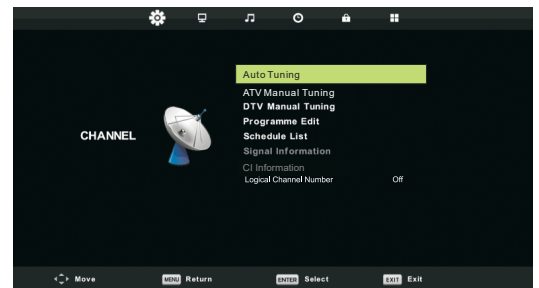 Auto Tuning
ATV Manual Tuning
DTV Manual Tuning
Programme Edit
CHANNEL
Schedule List
Signal Information
CI Information
Logical Channel Number Off
Move MENU Return ENTER Select EXIT Exit